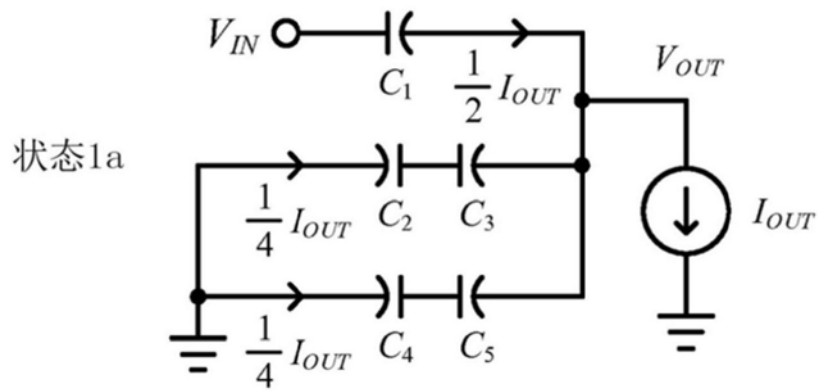 V_IN
C₁
1/2 I_OUT
V_OUT
状态1a
1/4 I_OUT
C₂
C₃
I_OUT
1/4 I_OUT
C₄
C₅